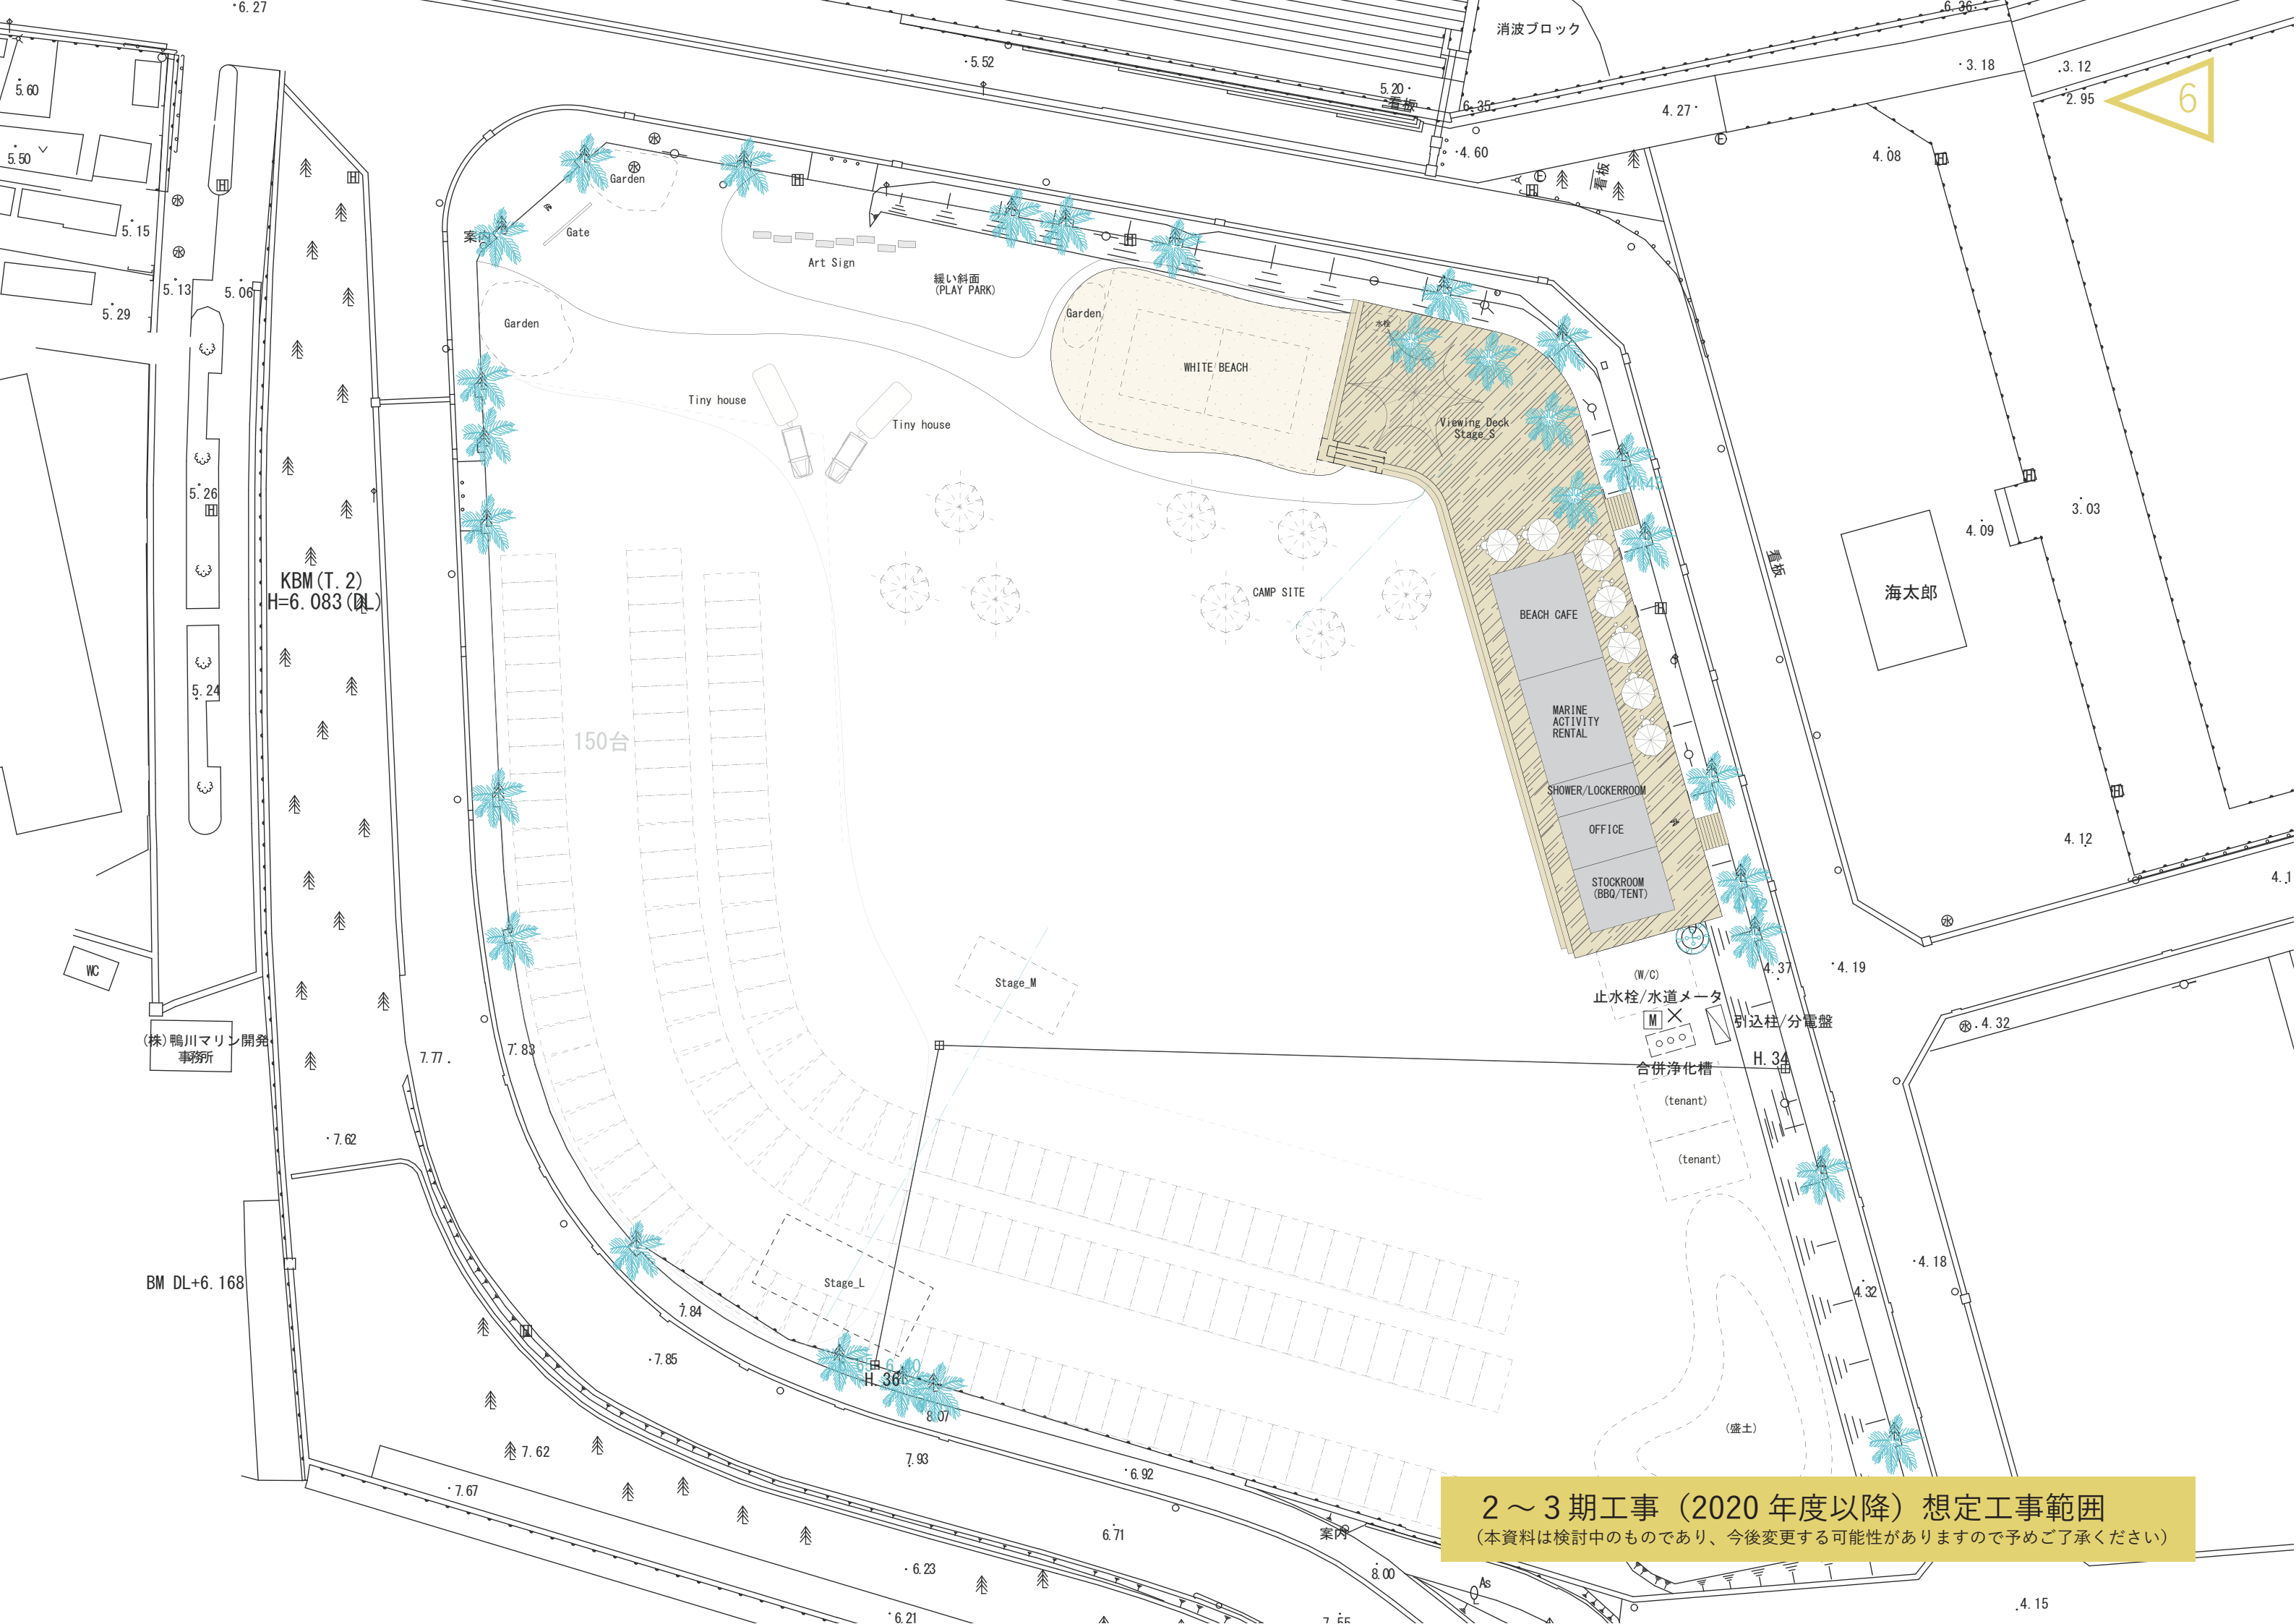 6.27
消波ブロック
6.36
5.52
3.18
3.12
5.60
5.20
看板
6.35
4.27
2.95
6
5.50
4.60
4.08
Garden
看板
5.15
案内
Gate
Art Sign
緩い斜面
(PLAY PARK)
5.13
5.06
5.29
Garden
Garden
水栓
WHITE BEACH
Tiny house
Tiny house
Viewing Deck
Stage_S
5.26
3.03
4.09
看板
KBM(T.2)
H=6.083(DL)
CAMP SITE
海太郎
BEACH CAFE
5.24
MARINE
ACTIVITY
RENTAL
150台
SHOWER/LOCKERROOM
OFFICE
4.12
STOCKROOM
(BBQ/TENT)
4.1
WC
4.37
4.19
(W/C)
Stage_M
止水栓/水道メータ
M
引込柱/分電盤
4.32
(株)鴨川マリン開発
事務所
7.77
7.83
H.34
合併浄化槽
(tenant)
7.62
(tenant)
4.18
BM DL+6.168
Stage_L
4.32
7.84
7.85
H.36
8.07
(盛土)
7.62
7.93
6.92
7.67
2～3期工事（2020年度以降）想定工事範囲
（本資料は検討中のものであり、今後変更する可能性がありますので予めご了承ください）
6.71
案内
6.23
8.00
As
6.21
7.55
4.15